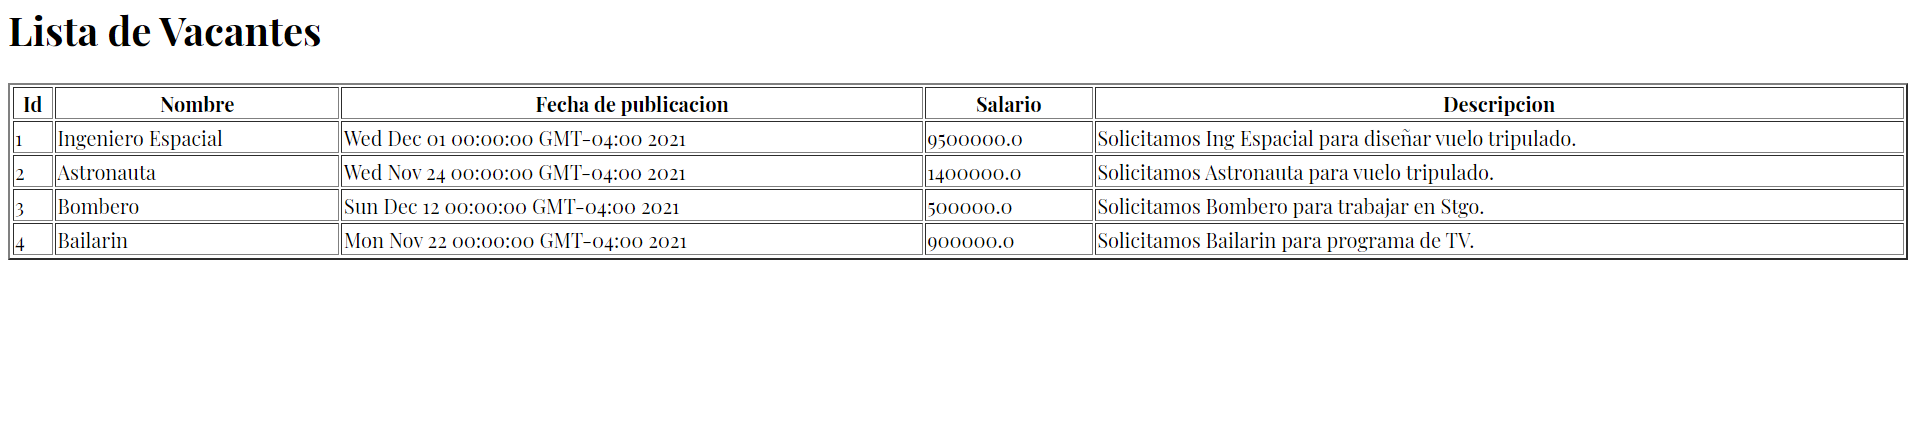 Lista de Vacantes
Id Nombre Fecha de publicacion Salario Descripcion
1 Ingeniero Espacial Wed Dec 01 00:00:00 GMT-04:00 2021 9500000.0 Solicitamos Ing Espacial para diseñar vuelo tripulado.
2 Astronauta Wed Nov 24 00:00:00 GMT-04:00 2021 1400000.0 Solicitamos Astronauta para vuelo tripulado.
3 Bombero Sun Dec 12 00:00:00 GMT-04:00 2021 500000.0 Solicitamos Bombero para trabajar en Stgo.
4 Bailarin Mon Nov 22 00:00:00 GMT-04:00 2021 900000.0 Solicitamos Bailarin para programa de TV.